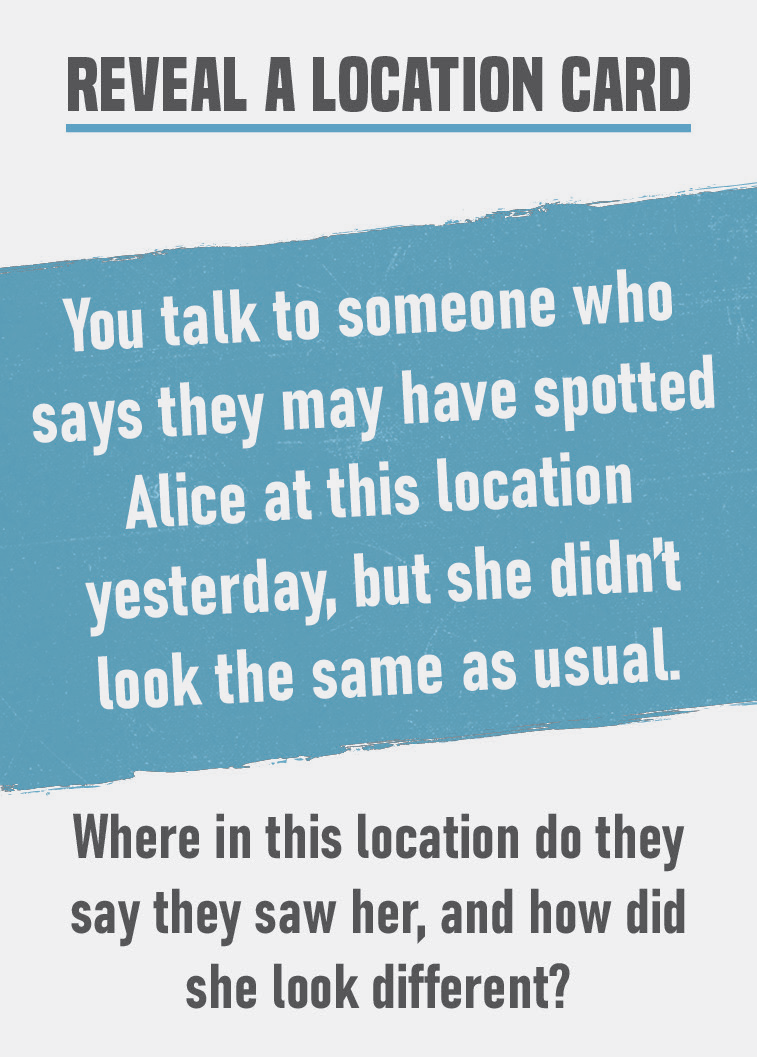 REVEAL A LOCATION CARD
You talk to someone who
says they may have spotted
Alice at this location
yesterday, but she didn't
look the same as usual.
Where in this location do they
say they saw her, and how did
she look different?